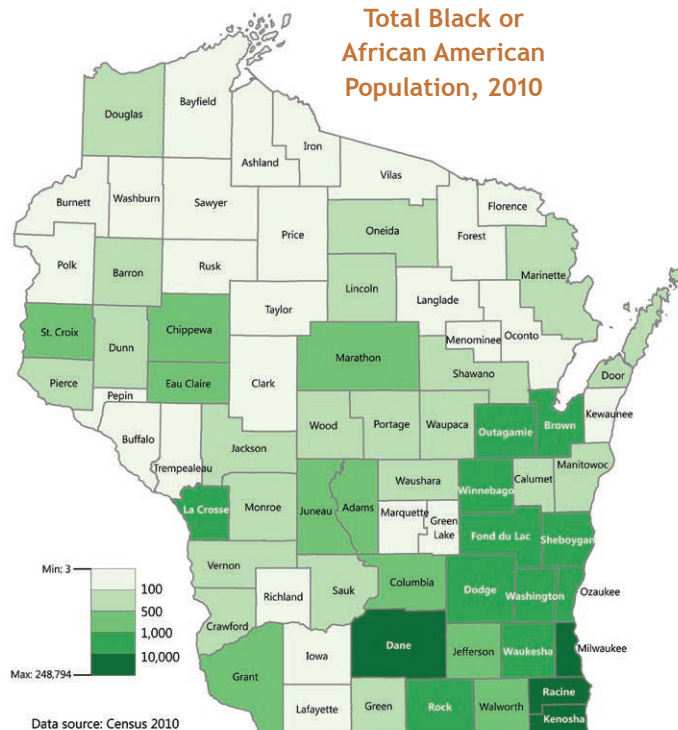 Total Black or
African American
Population, 2010
Douglas
Bayfield
Ashland
Iron
Vilas
Burnett
Washburn
Sawyer
Price
Oneida
Forest
Florence
Polk
Barron
Rusk
Lincoln
Langlade
Marinette
Taylor
Menominee
Oconto
St. Croix
Dunn
Chippewa
Marathon
Pierce
Eau Claire
Clark
Shawano
Door
Pepin
Kewaunee
Buffalo
Trempealeau
Jackson
Wood
Portage
Waupaca
Outagamie
Brown
Waushara
Winnebago
Calumet
Manitowoc
La Crosse
Monroe
Juneau
Adams
Marquette
Green
Lake
Fond du Lac
Sheboygan
Vernon
Sauk
Columbia
Dodge
Washington
Ozaukee
Crawford
Richland
Iowa
Dane
Jefferson
Waukesha
Milwaukee
Grant
Lafayette
Green
Rock
Walworth
Racine
Kenosha
Min: 3
100
500
1,000
10,000
Max: 248,794
Data source: Census 2010